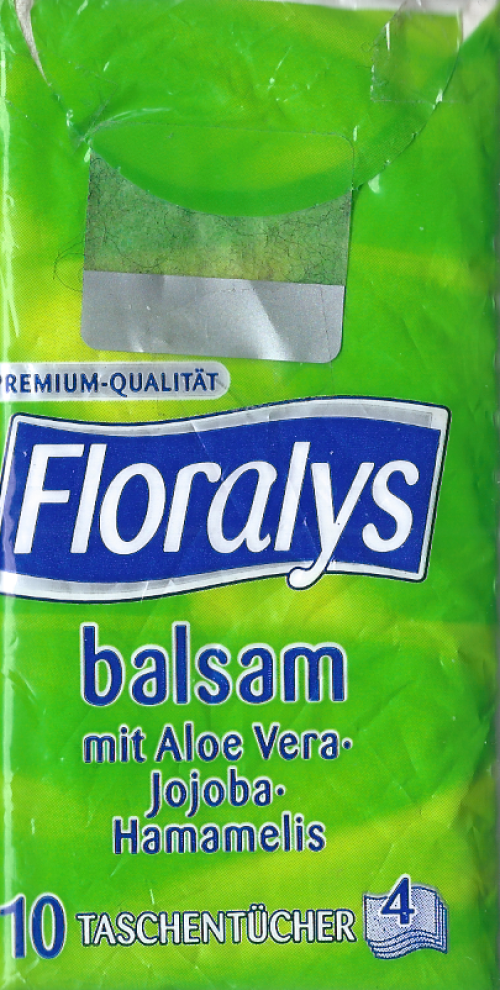 PREMIUM-QUALITÄT
Floralys
balsam
mit Aloe Vera·
Jojoba·
Hamamelis
10 TASCHENTÜCHER 4